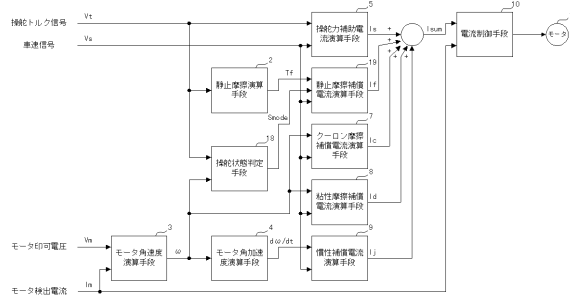 操舵トルク信号
Vt
車速信号
Vs
5
操舵力補助電
流演算手段
Is
+
Isum
10
電流制御手段
モータ
2
静止摩擦演算
手段
Tf
Smode
19
静止摩擦補償
電流演算手段
If
+
+
+
+
7
クーロン摩擦
補償電流演算
手段
Ic
18
操舵状態判定
手段
8
粘性摩擦補償
電流演算手段
Id
モータ印可電圧
Vm
3
モータ角速度
演算手段
ω
4
モータ角加速
度演算手段
dω/dt
9
慣性補償電流
演算手段
Ij
モータ検出電流
Im